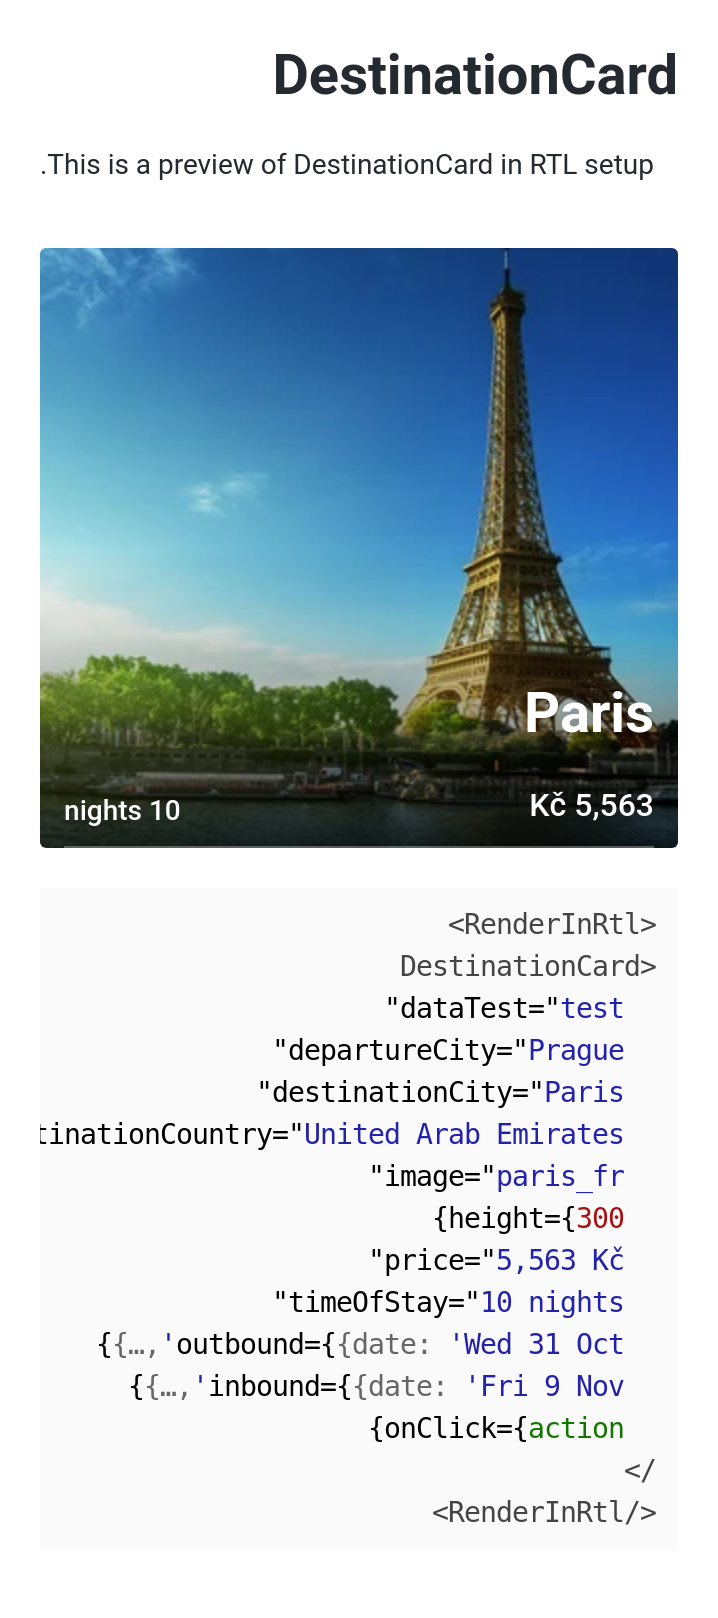 DestinationCard
.This is a preview of DestinationCard in RTL setup
Paris
Kč 5,563
nights 10
<RenderInRtl>
DestinationCard>
"dataTest="test
"departureCity="Prague
"destinationCity="Paris
tinationCountry="United Arab Emirates
"image="paris_fr
{height={300
"price="5,563 Kč
"timeOfStay="10 nights
{{…,'outbound={{date: 'Wed 31 Oct
{{…,'inbound={{date: 'Fri 9 Nov
{onClick={action
</
<RenderInRtl/>